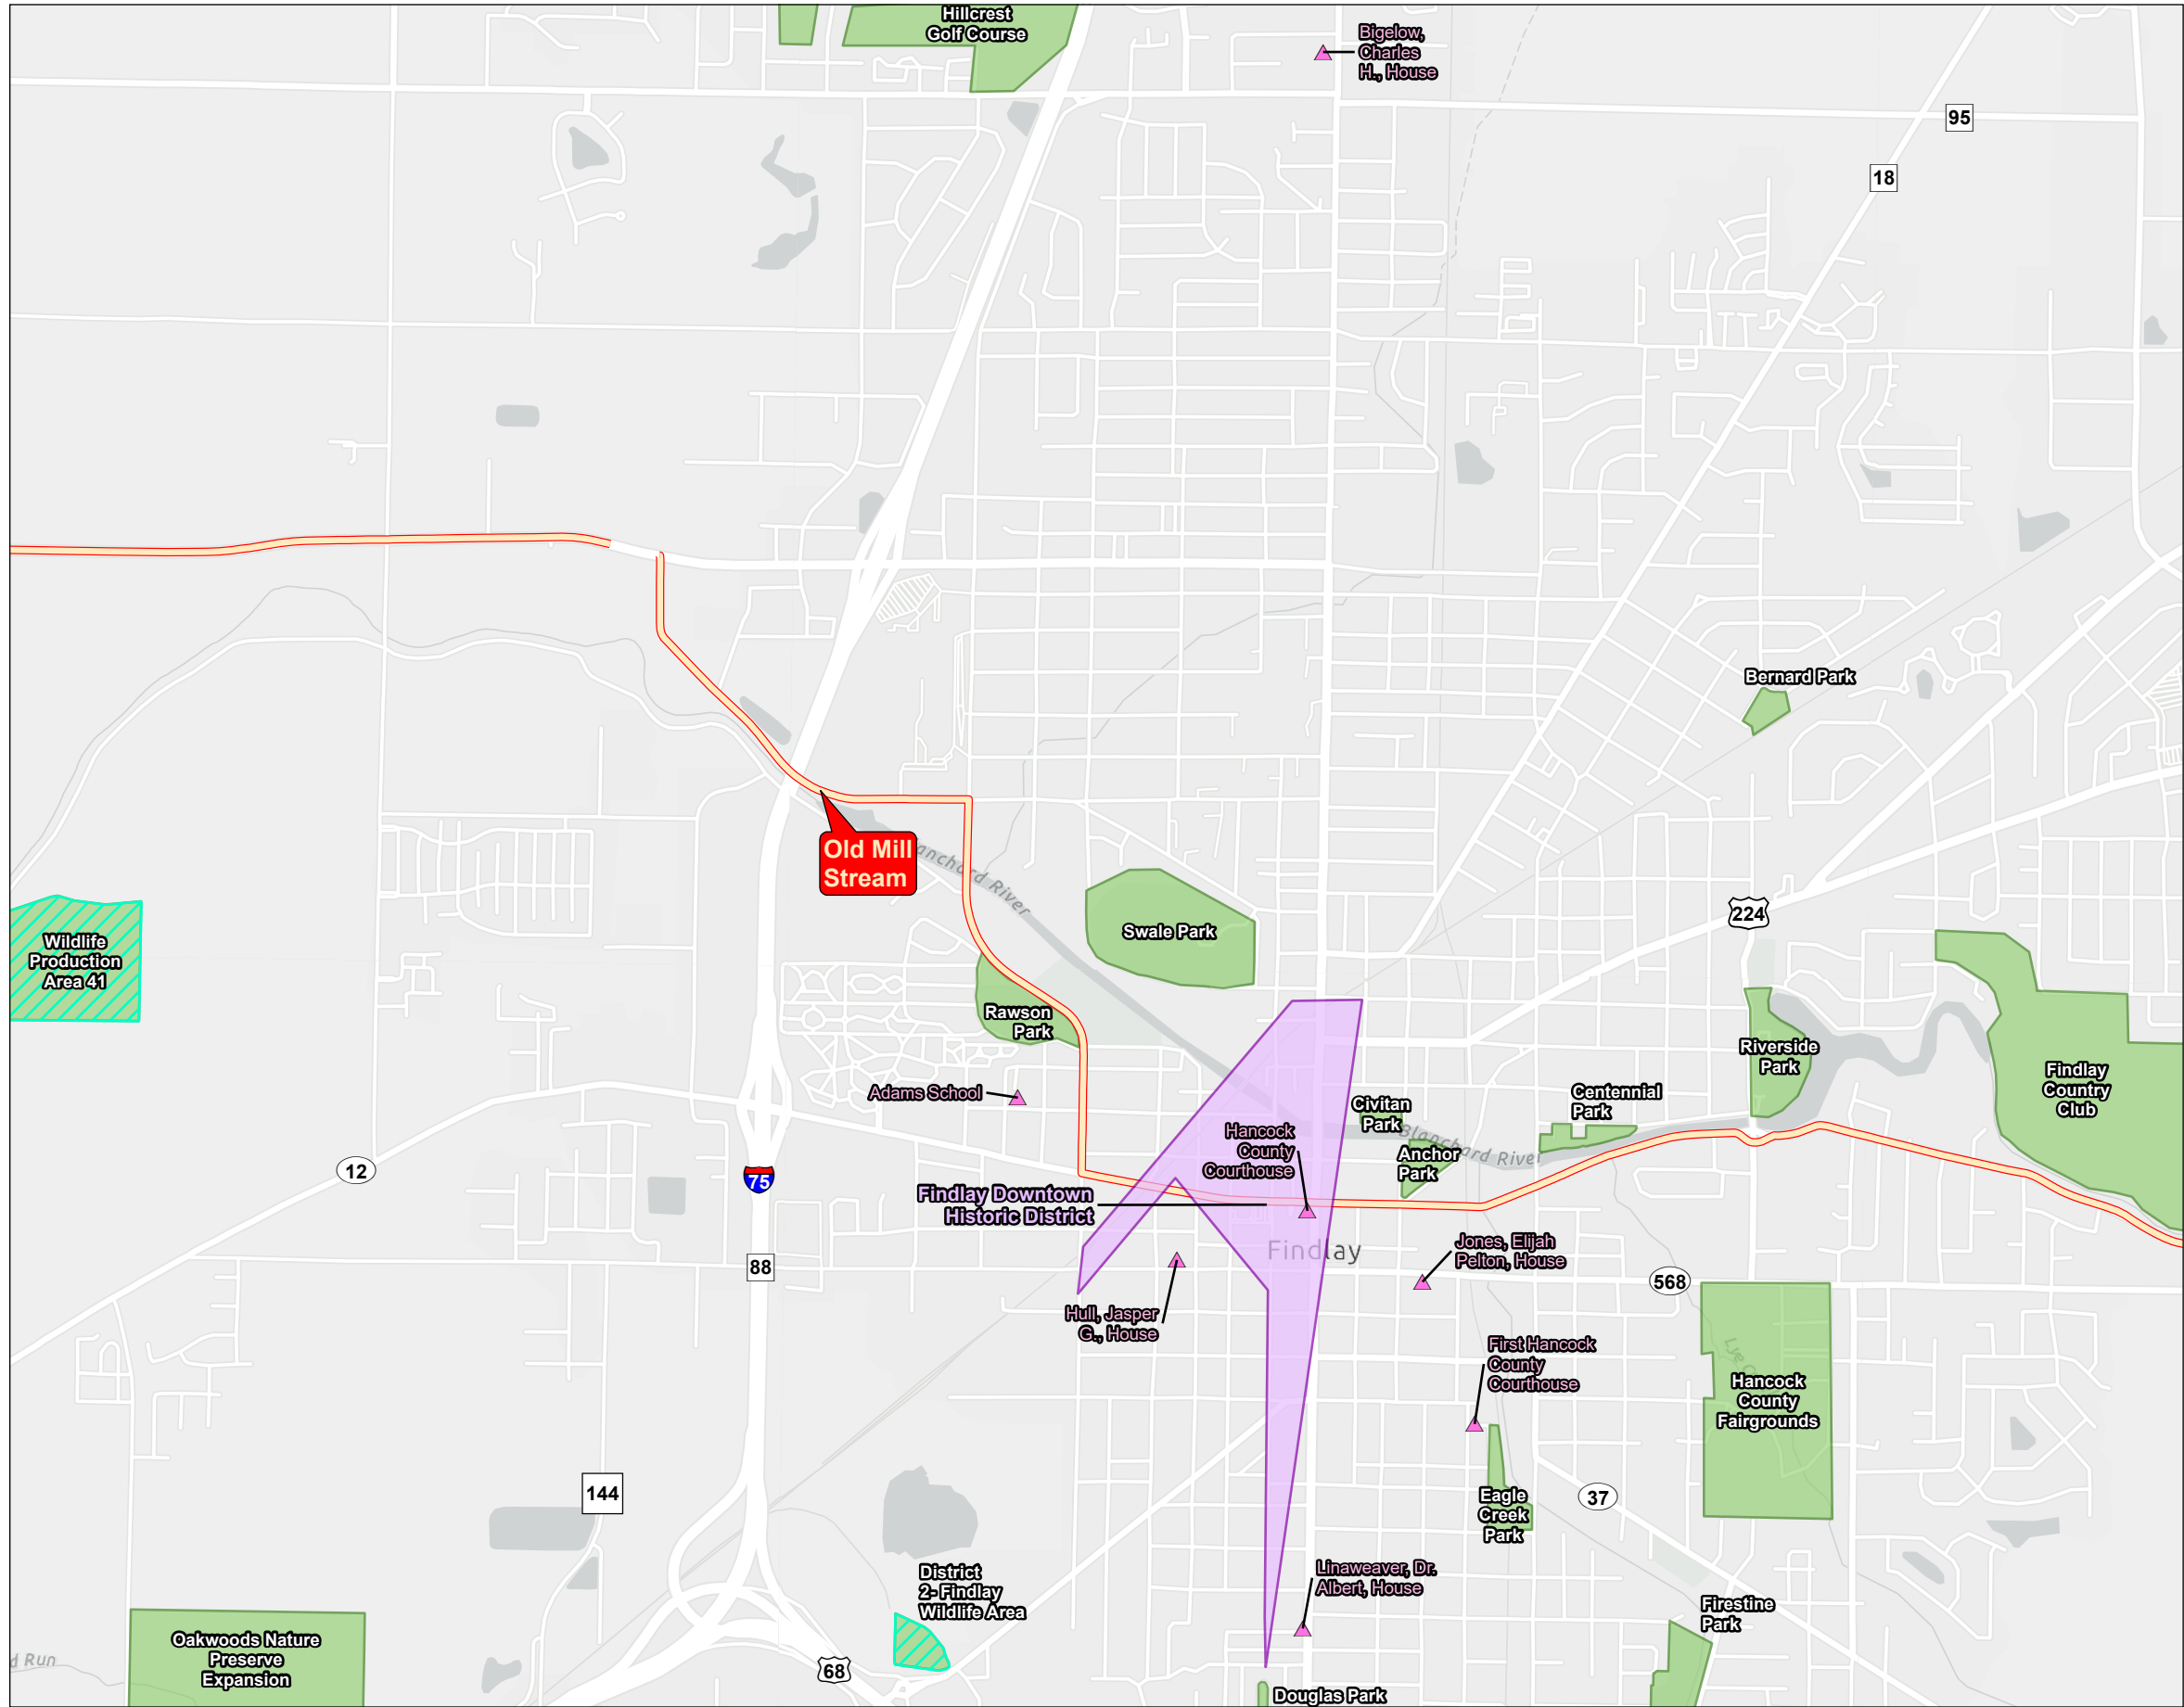 Hillcrest
Golf Course
Bigelow,
Charles
H., House
95
18
Bernard Park
Old Mill
Stream
Blanchard River
224
Wildlife
Production
Area 41
Swale Park
Rawson
Park
Riverside
Park
Findlay
Country
Club
Adams School
Civitan
Park
Centennial
Park
Hancock
County
Courthouse
Blanchard River
Anchor
Park
12
75
Findlay Downtown
Historic District
Findlay
Jones, Elijah
Pelton, House
88
568
Hull, Jasper
G., House
First Hancock
County
Courthouse
Hancock
County
Fairgrounds
144
Eagle
Creek
Park
37
District
2- Findlay
Wildlife Area
Linaweaver, Dr.
Albert, House
Firestine
Park
Oakwoods Nature
Preserve
Expansion
d Run
68
Douglas Park